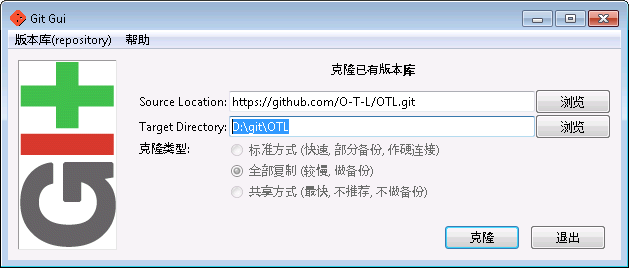 Git Gui
版本库(repository) 帮助
克隆已有版本库
Source Location: https://github.com/O-T-L/OTL.git 浏览
Target Directory: D:\git\OTL 浏览
克隆类型: 标准方式 (快速, 部分备份, 作硬连接)
全部复制 (较慢, 做备份)
共享方式 (最快, 不推荐, 不做备份)
克隆 退出
GIT